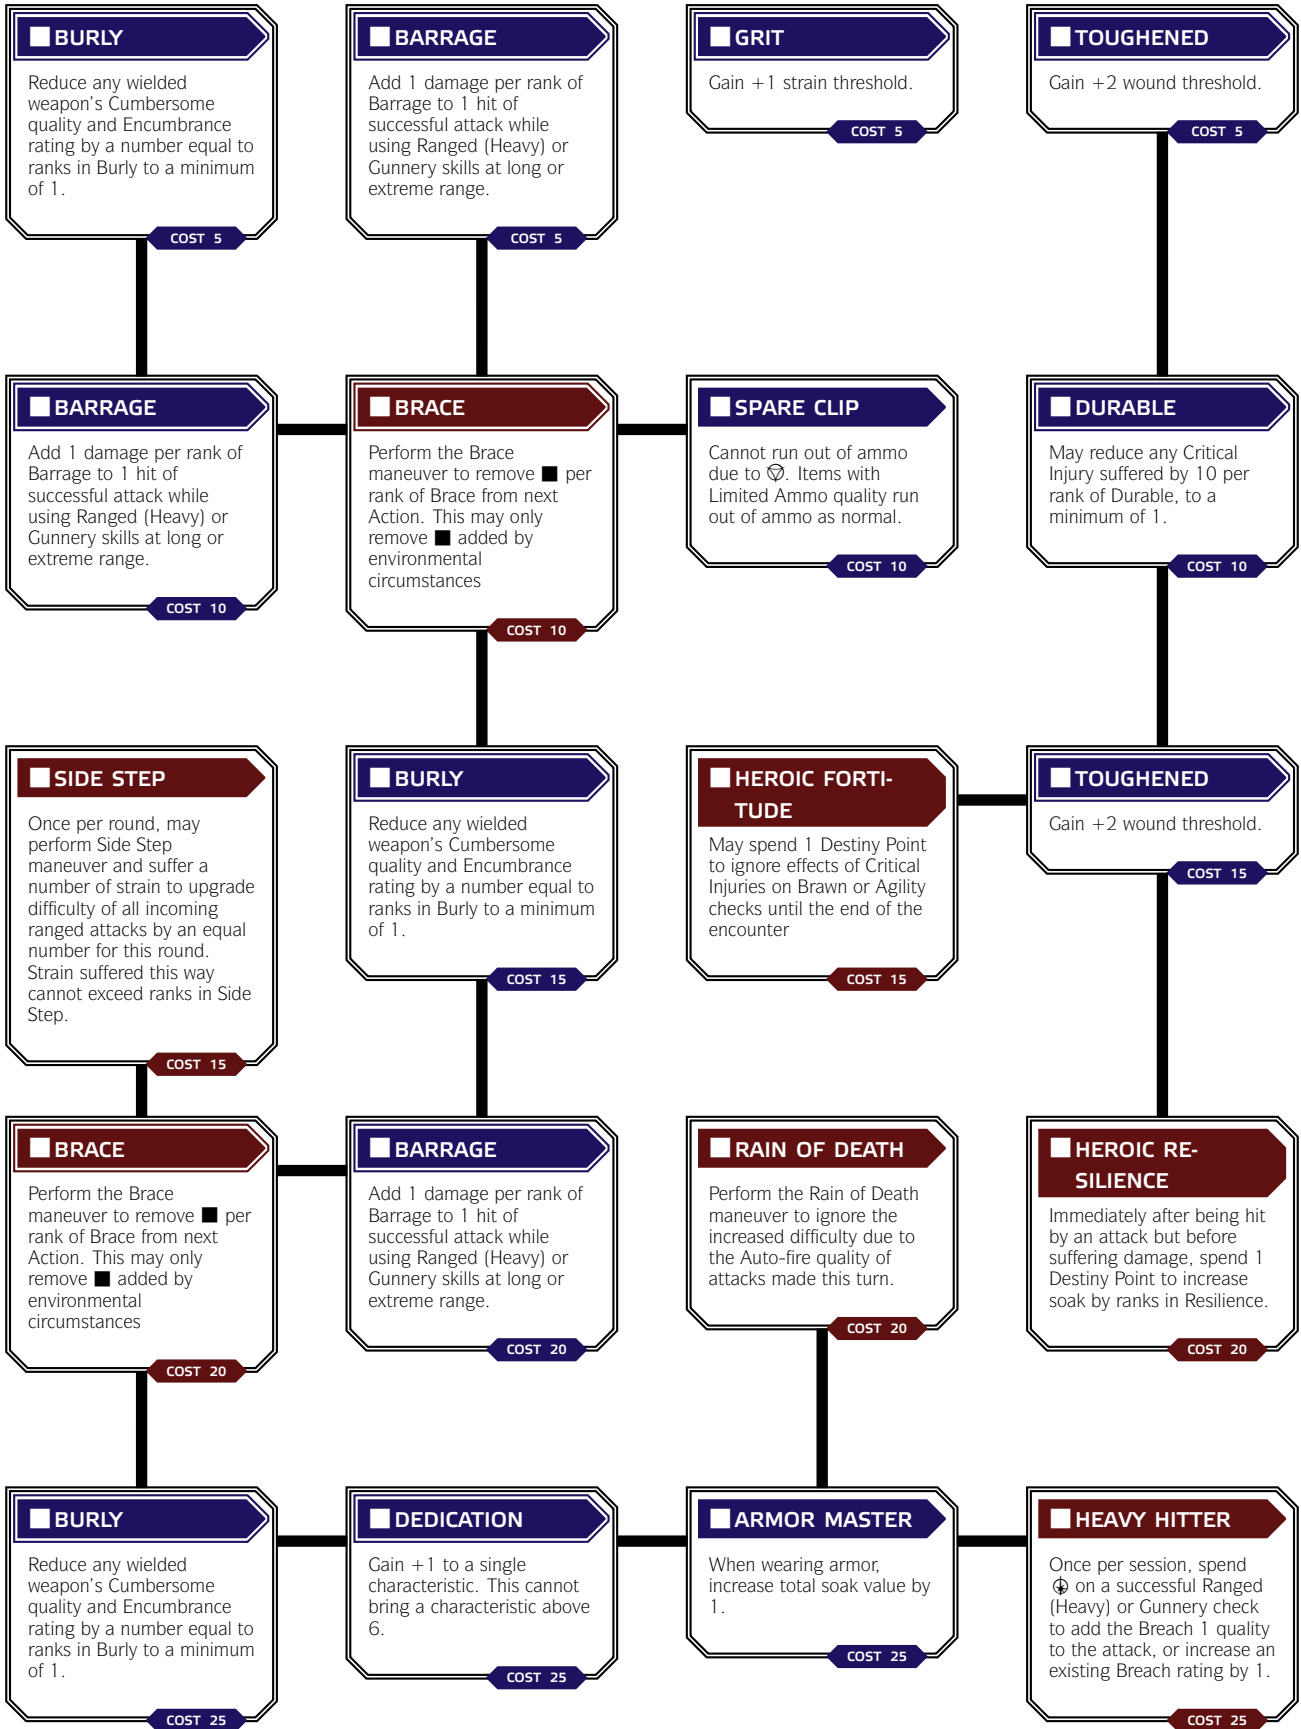 BURLY
Reduce any wielded
weapon's Cumbersome
quality and Encumbrance
rating by a number equal to
ranks in Burly to a minimum
of 1.
COST 5
BARRAGE
Add 1 damage per rank of
Barrage to 1 hit of
successful attack while
using Ranged (Heavy) or
Gunnery skills at long or
extreme range.
COST 5
GRIT
Gain +1 strain threshold.
COST 5
TOUGHENED
Gain +2 wound threshold.
COST 5
BARRAGE
Add 1 damage per rank of
Barrage to 1 hit of
successful attack while
using Ranged (Heavy) or
Gunnery skills at long or
extreme range.
COST 10
BRACE
Perform the Brace
maneuver to remove ■ per
rank of Brace from next
Action. This may only
remove ■ added by
environmental
circumstances
COST 10
SPARE CLIP
Cannot run out of ammo
due to . Items with
Limited Ammo quality run
out of ammo as normal.
COST 10
DURABLE
May reduce any Critical
Injury suffered by 10 per
rank of Durable, to a
minimum of 1.
COST 10
SIDE STEP
Once per round, may
perform Side Step
maneuver and suffer a
number of strain to upgrade
difficulty of all incoming
ranged attacks by an equal
number for this round.
Strain suffered this way
cannot exceed ranks in Side
Step.
COST 15
BURLY
Reduce any wielded
weapon's Cumbersome
quality and Encumbrance
rating by a number equal to
ranks in Burly to a minimum
of 1.
COST 15
HEROIC FORTI-
TUDE
May spend 1 Destiny Point
to ignore effects of Critical
Injuries on Brawn or Agility
checks until the end of the
encounter
COST 15
TOUGHENED
Gain +2 wound threshold.
COST 15
BRACE
Perform the Brace
maneuver to remove ■ per
rank of Brace from next
Action. This may only
remove ■ added by
environmental
circumstances
COST 20
BARRAGE
Add 1 damage per rank of
Barrage to 1 hit of
successful attack while
using Ranged (Heavy) or
Gunnery skills at long or
extreme range.
COST 20
RAIN OF DEATH
Perform the Rain of Death
maneuver to ignore the
increased difficulty due to
the Auto-fire quality of
attacks made this turn.
COST 20
HEROIC RE-
SILIENCE
Immediately after being hit
by an attack but before
suffering damage, spend 1
Destiny Point to increase
soak by ranks in Resilience.
COST 20
BURLY
Reduce any wielded
weapon's Cumbersome
quality and Encumbrance
rating by a number equal to
ranks in Burly to a minimum
of 1.
COST 25
DEDICATION
Gain +1 to a single
characteristic. This cannot
bring a characteristic above
6.
COST 25
ARMOR MASTER
When wearing armor,
increase total soak value by
1.
COST 25
HEAVY HITTER
Once per session, spend
on a successful Ranged
(Heavy) or Gunnery check
to add the Breach 1 quality
to the attack, or increase an
existing Breach rating by 1.
COST 25